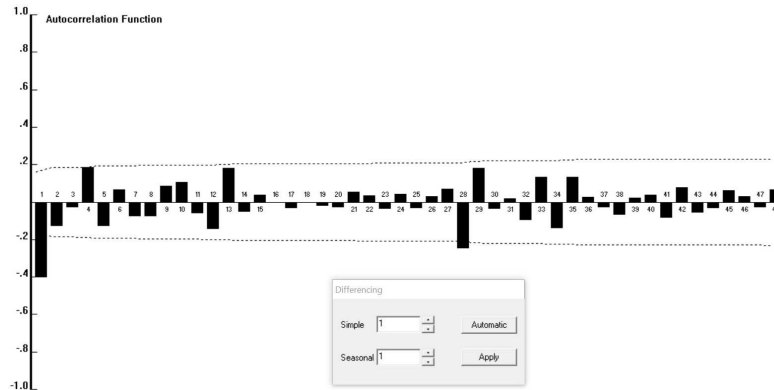 1.0
Autocorrelation Function
.8
.6
.4
.2
1 2 3 5 7 8 11 12 14 16 17 18 19 20 23 25 28 30 32 34 37 38 41 43 44 47
.0
4 6 9 10 13 15 21 22 24 26 27 29 31 33 35 36 39 40 42 45 46
-.2
-.4
-.6
-.8
-1.0
Differencing
Simple 1 Automatic
Seasonal 1 Apply